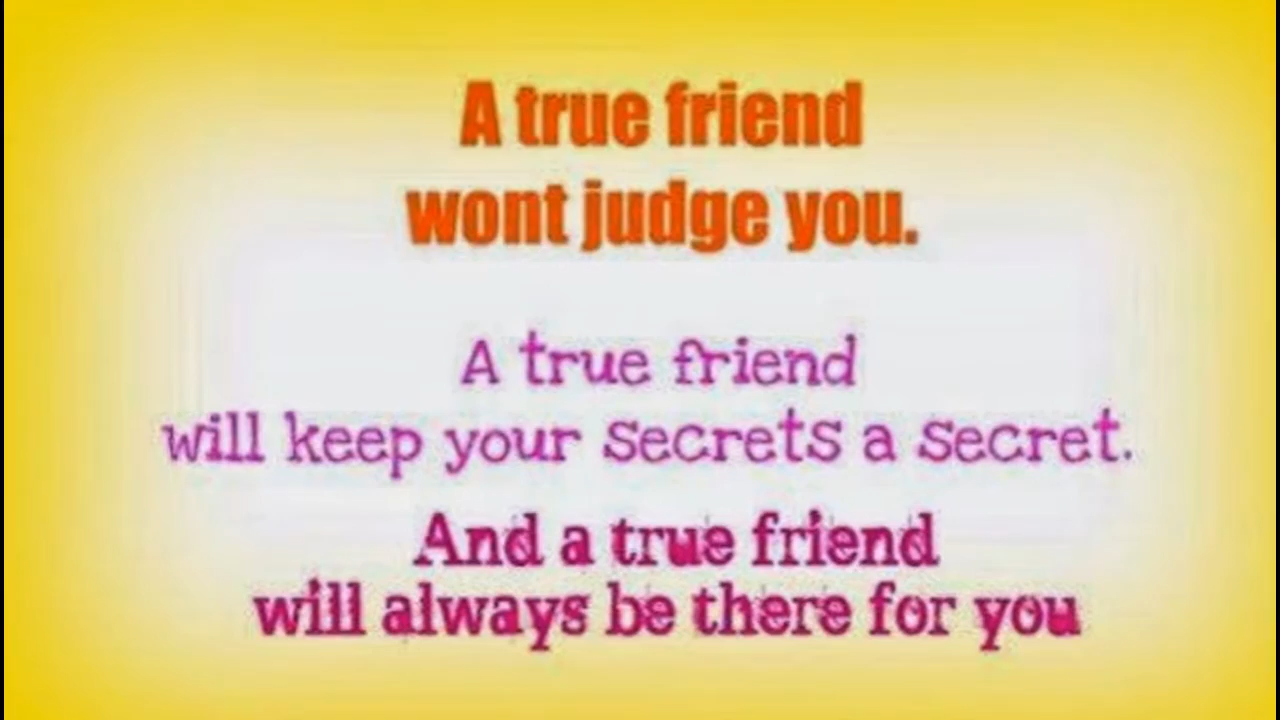 A true friend
wont judge you.
A true friend
will keep your secrets a secret.
And a true friend
will always be there for you